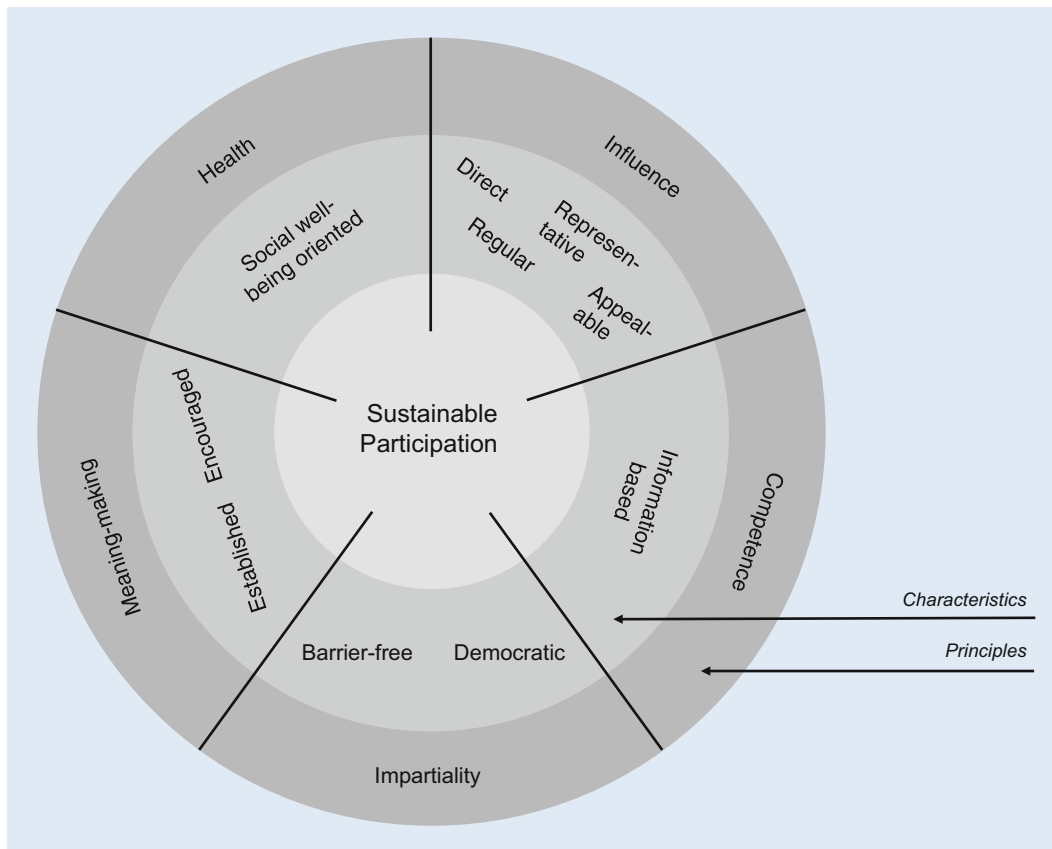 Health
Influence
Social well-
being oriented
Direct
Regular
Represen-
tative
Appeal-
able
Encouraged
Established
Sustainable
Participation
Information
based
Meaning-making
Competence
Characteristics
Principles
Barrier-free
Democratic
Impartiality